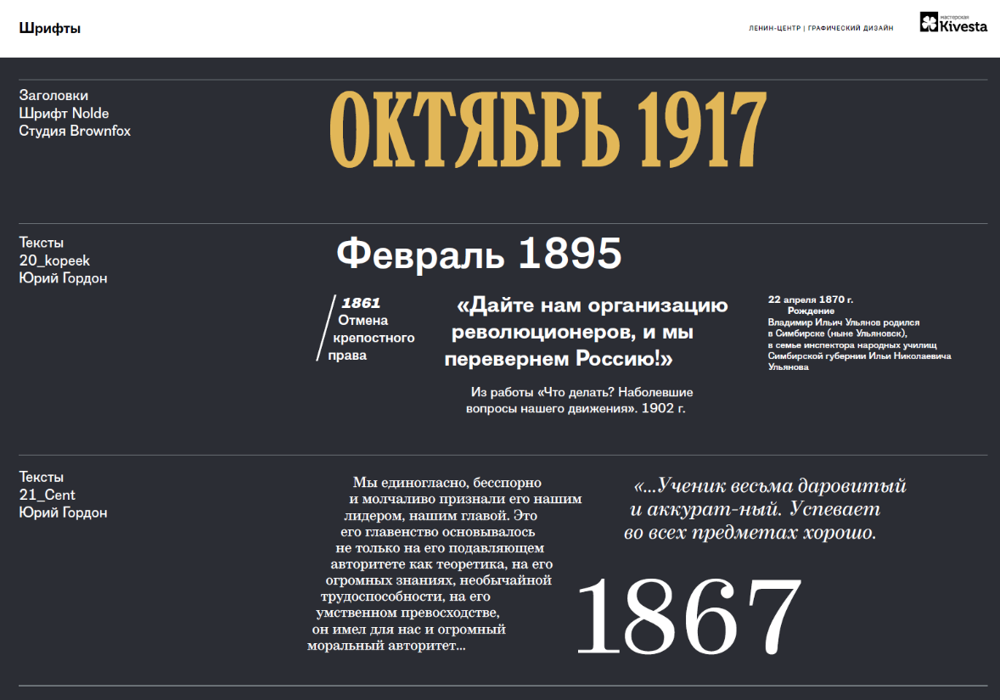 Шрифты
ЛЕНИН-ЦЕНТР | ГРАФИЧЕСКИЙ ДИЗАЙН
мастерская
Kivesta
Заголовки
Шрифт Nolde
Студия Brownfox
ОКТЯБРЬ 1917
Тексты
20_kopeek
Юрий Гордон
Февраль 1895
1861
Отмена
крепостного
права
«Дайте нам организацию
революционеров, и мы
перевернем Россию!»
Из работы «Что делать? Наболевшие
вопросы нашего движения». 1902 г.
22 апреля 1870 г.
Рождение
Владимир Ильич Ульянов родился
в Симбирске (ныне Ульяновск),
в семье инспектора народных училищ
Симбирской губернии Ильи Николаевича
Ульянова
Тексты
21_Cent
Юрий Гордон
Мы единогласно, бесспорно
и молчаливо признали его нашим
лидером, нашим главой. Это
его главенство основывалось
не только на его подавляющем
авторитете как теоретика, на его
огромных знаниях, необычайной
трудоспособности, на его
умственном превосходстве,
он имел для нас и огромный
моральный авторитет...
«...Ученик весьма даровитый
и аккурат-ный. Успевает
во всех предметах хорошо.
1867